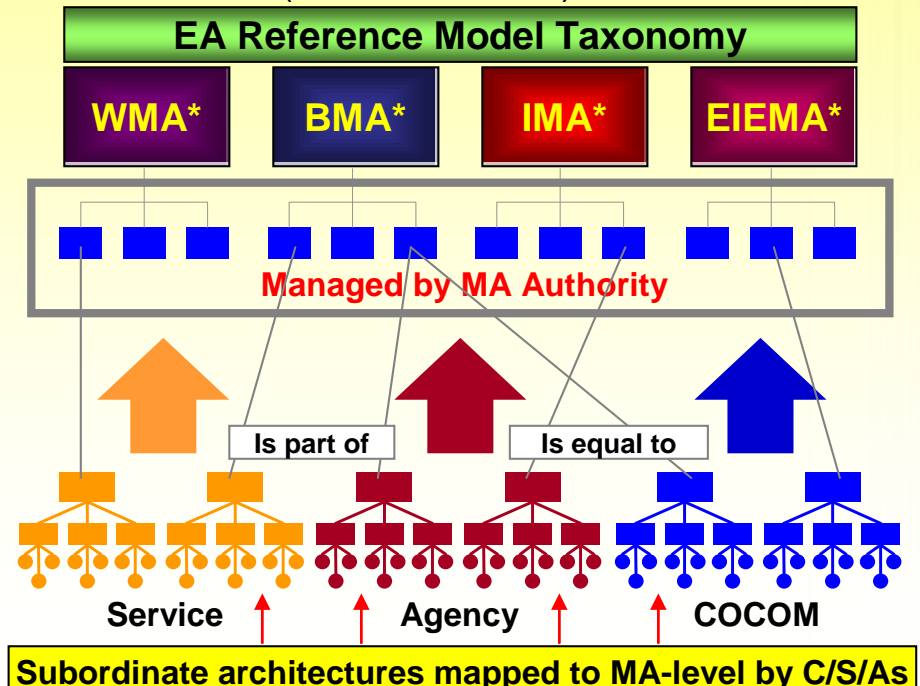 EA Reference Model Taxonomy
WMA* BMA* IMA* EIEMA*
Managed by MA Authority
Is part of Is equal to
Service Agency COCOM
Subordinate architectures mapped to MA-level by C/S/As